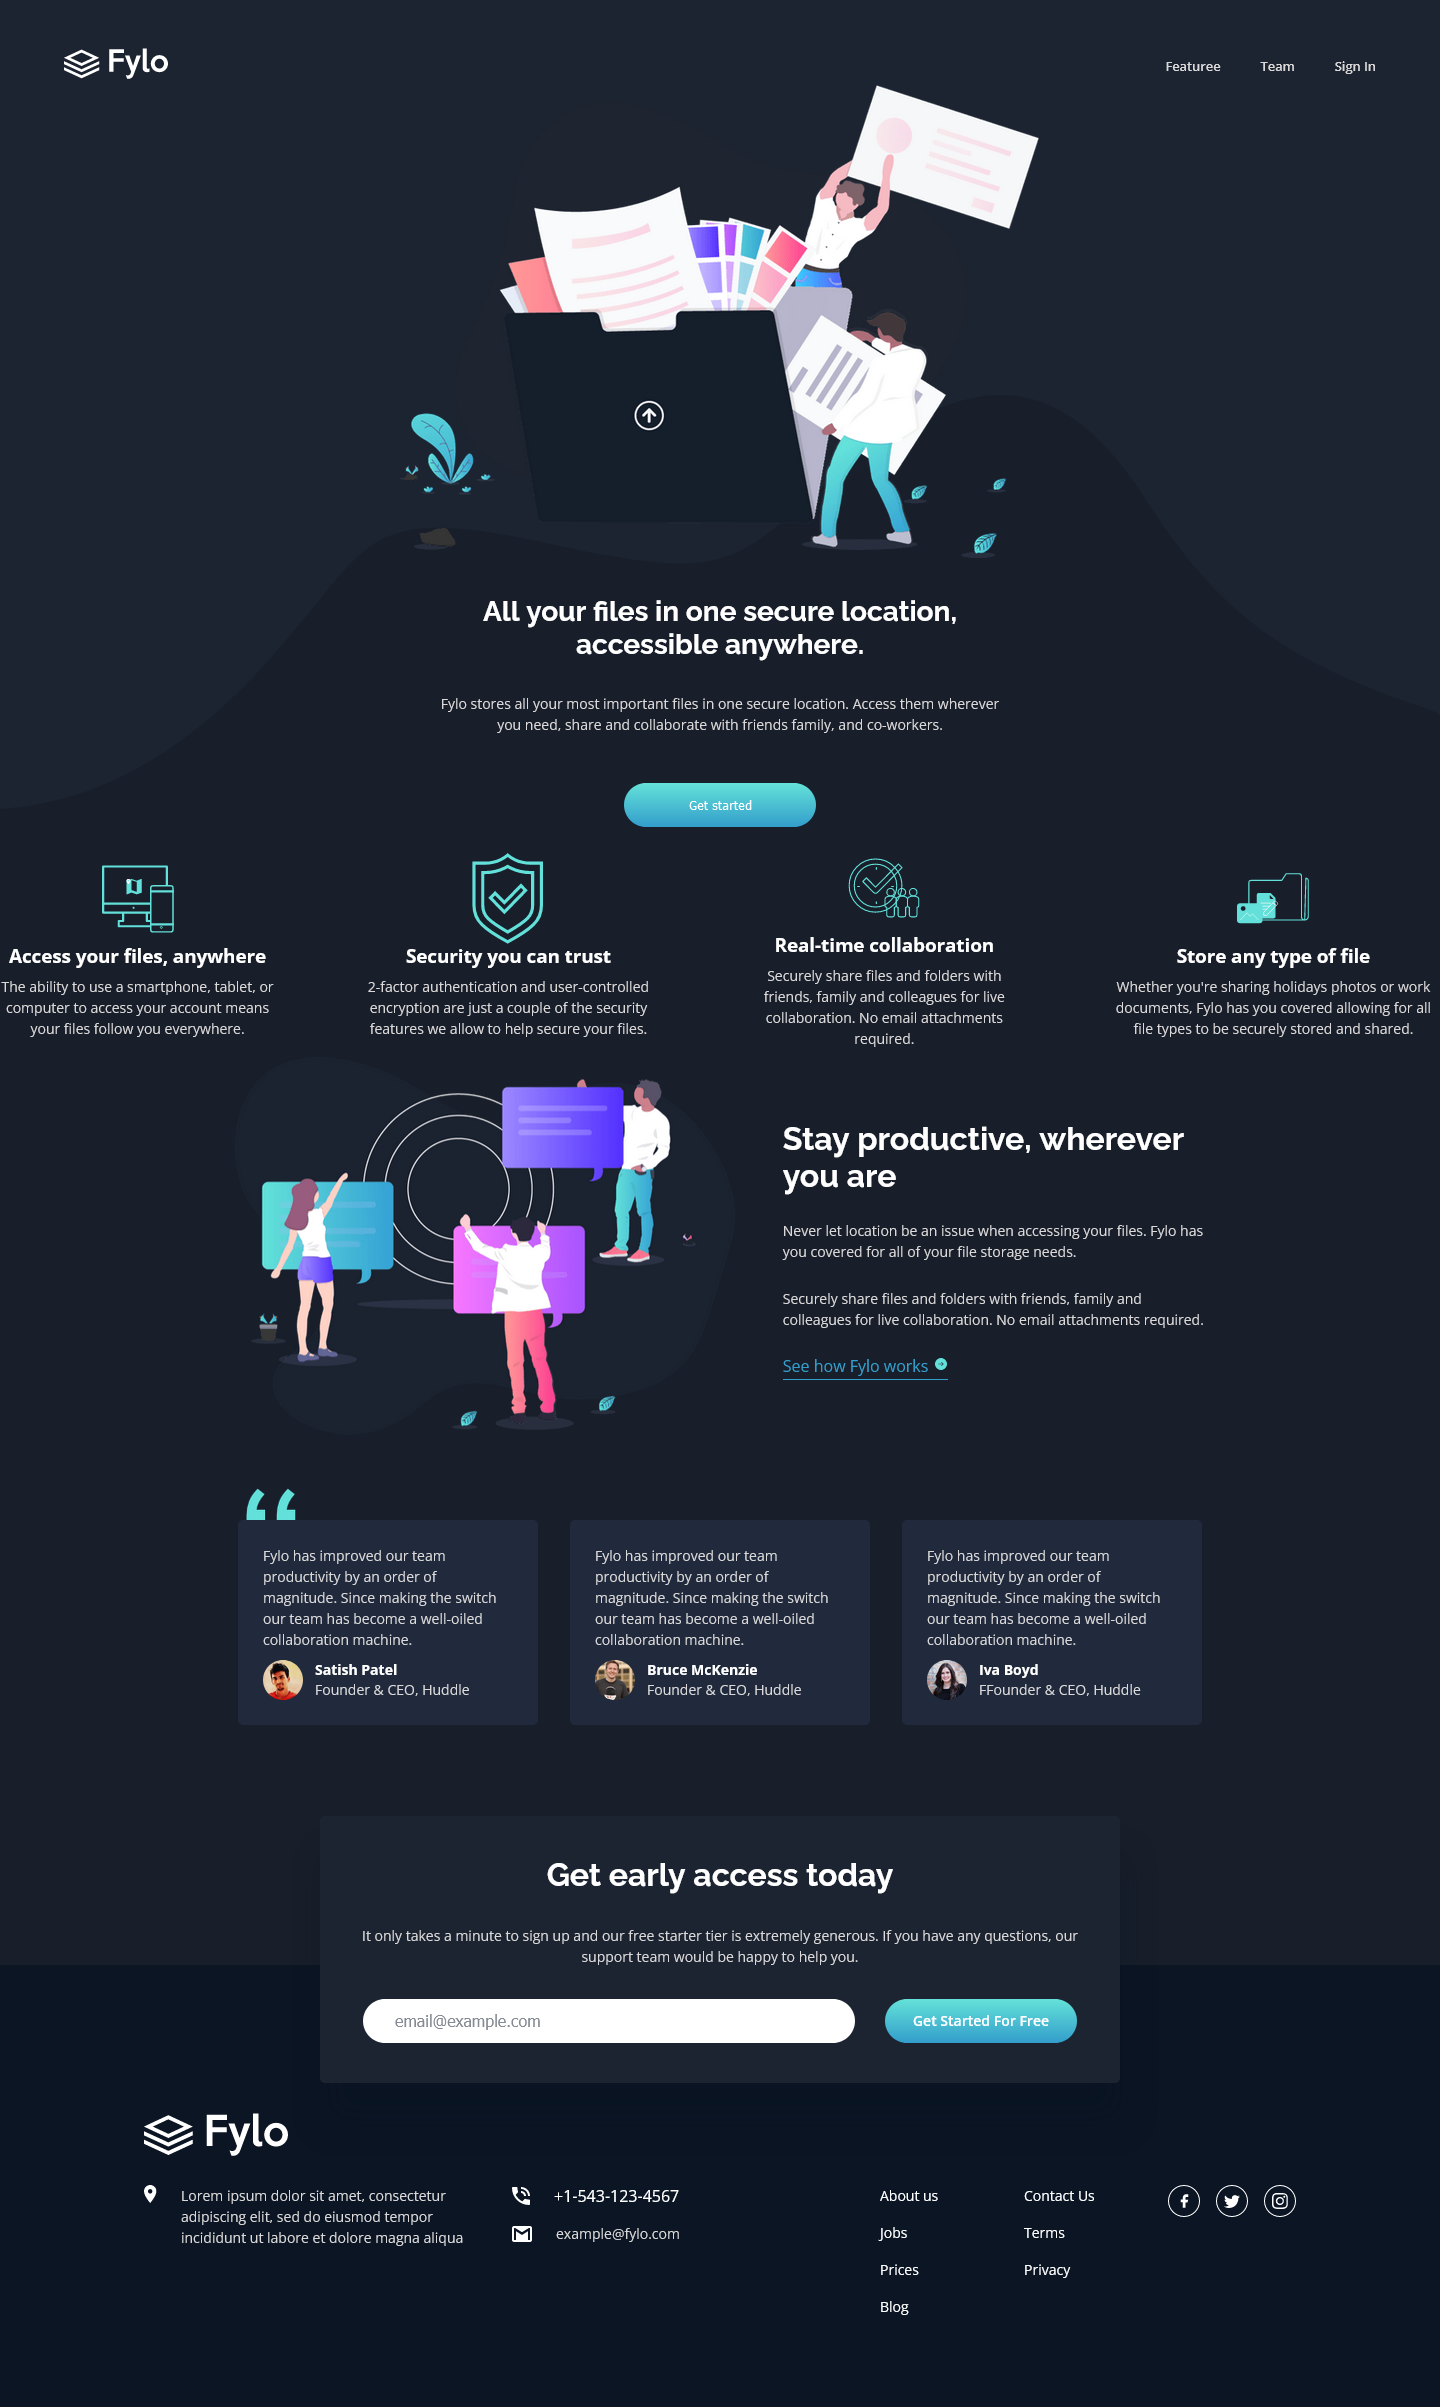 Fylo
Featuree
Team
Sign In
All your files in one secure location,
accessible anywhere.
Fylo stores all your most important files in one secure location. Access them wherever
you need, share and collaborate with friends family, and co-workers.
Get started
Access your files, anywhere
The ability to use a smartphone, tablet, or
computer to access your account means
your files follow you everywhere.
Security you can trust
2-factor authentication and user-controlled
encryption are just a couple of the security
features we allow to help secure your files.
Real-time collaboration
Securely share files and folders with
friends, family and colleagues for live
collaboration. No email attachments
required.
Store any type of file
Whether you're sharing holidays photos or work
documents, Fylo has you covered allowing for all
file types to be securely stored and shared.
Stay productive, wherever
you are
Never let location be an issue when accessing your files. Fylo has
you covered for all of your file storage needs.
Securely share files and folders with friends, family and
colleagues for live collaboration. No email attachments required.
See how Fylo works
“
Fylo has improved our team
productivity by an order of
magnitude. Since making the switch
our team has become a well-oiled
collaboration machine.
Satish Patel
Founder & CEO, Huddle
Fylo has improved our team
productivity by an order of
magnitude. Since making the switch
our team has become a well-oiled
collaboration machine.
Bruce McKenzie
Founder & CEO, Huddle
Fylo has improved our team
productivity by an order of
magnitude. Since making the switch
our team has become a well-oiled
collaboration machine.
Iva Boyd
FFounder & CEO, Huddle
Get early access today
It only takes a minute to sign up and our free starter tier is extremely generous. If you have any questions, our
support team would be happy to help you.
email@example.com
Get Started For Free
Fylo
Lorem ipsum dolor sit amet, consectetur
adipiscing elit, sed do eiusmod tempor
incididunt ut labore et dolore magna aliqua
+1-543-123-4567
example@fylo.com
About us
Jobs
Prices
Blog
Contact Us
Terms
Privacy